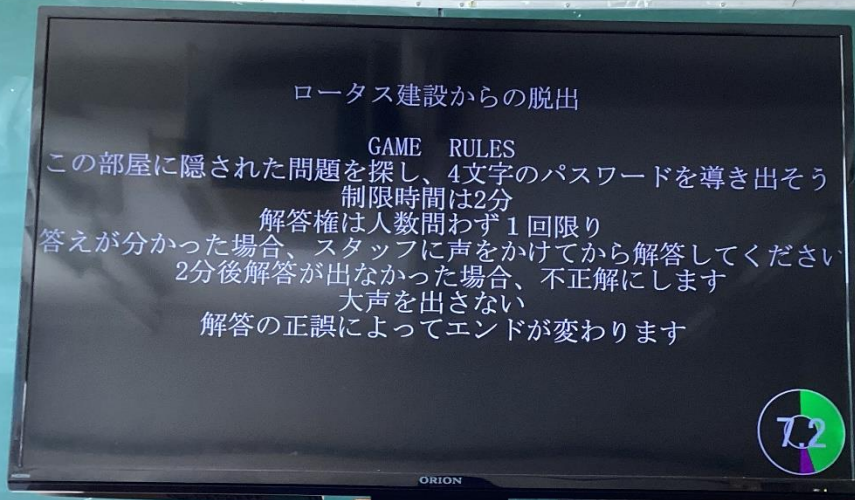 ロータス建設からの脱出
GAME RULES
この部屋に隠された問題を探し、4文字のパスワードを導き出そう
制限時間は2分
解答権は人数問わず1回限り
答えが分かった場合、スタッフに声をかけてから解答してください
2分後解答が出なかった場合、不正解にします
大声を出さない
解答の正誤によってエンドが変わります
7.2
ORION